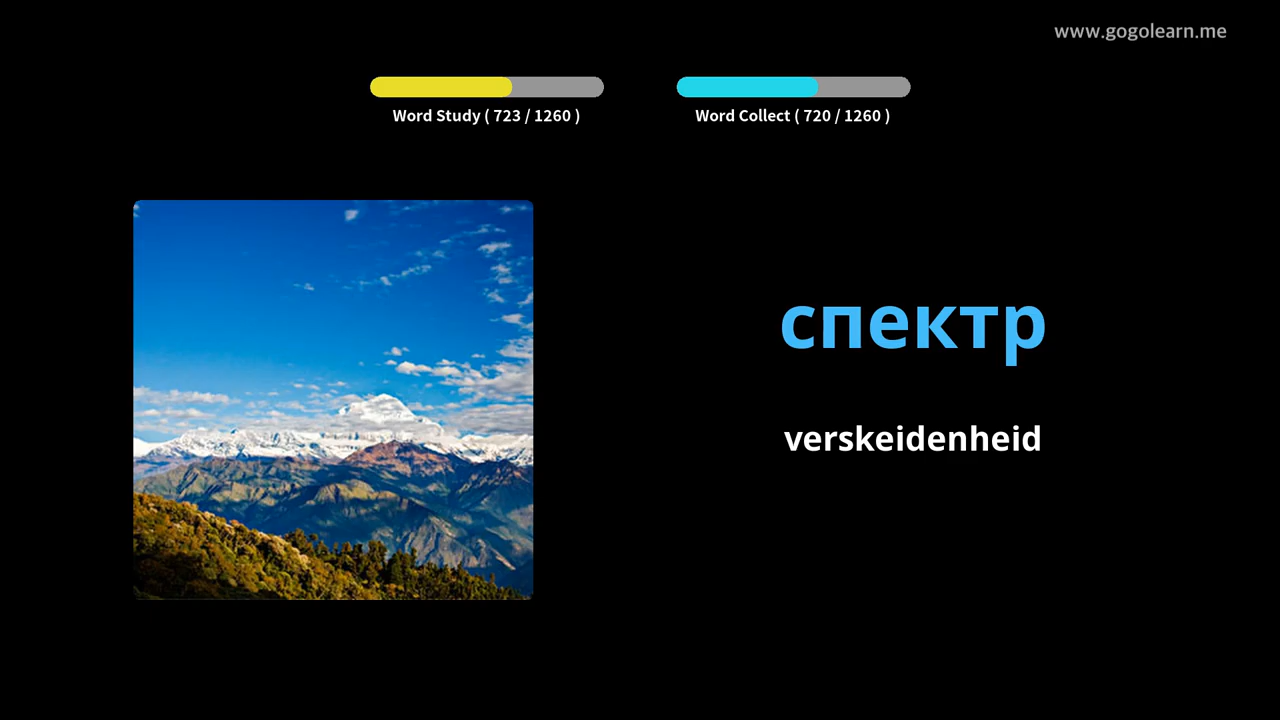 www.gogolearn.me
Word Study ( 723 / 1260 )
Word Collect ( 720 / 1260 )
спектр
verskeidenheid